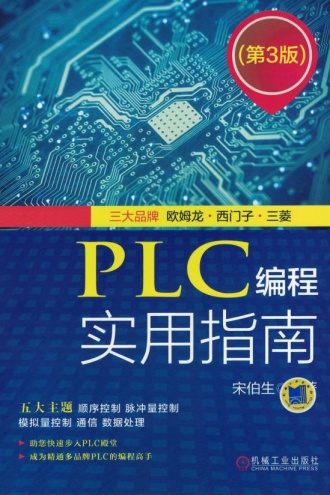 (第3版)
三大品牌 欧姆龙·西门子·三菱
PLC 编程
实用指南
宋伯生
五大主题 顺序控制 脉冲量控制
模拟量控制 通信 数据处理
助您快速步入PLC殿堂
成为精通多品牌PLC的编程高手
机械工业出版社
CHINA MACHINE PRESS